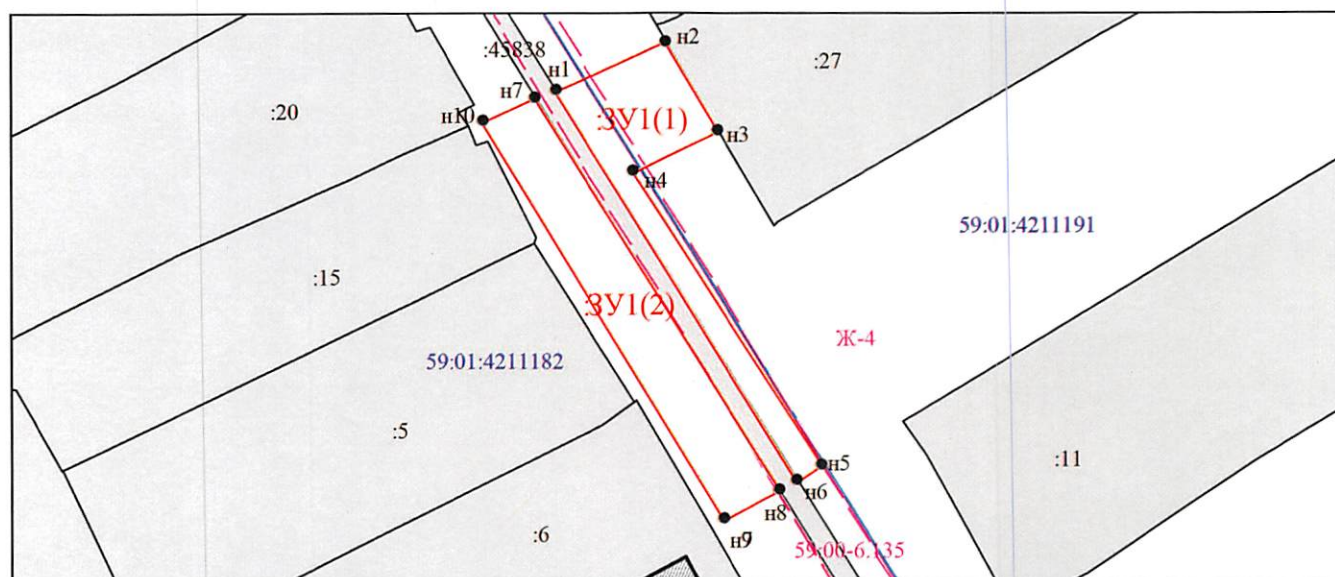 :45838
н2
:27
н1
н7
:20
н10
:ЗУ1(1)
н3
н4
59:01:4211191
:15
:ЗУ1(2)
Ж-4
59:01:4211182
:5
:11
н5
н6
н8
н9
:6
59:00-6.135